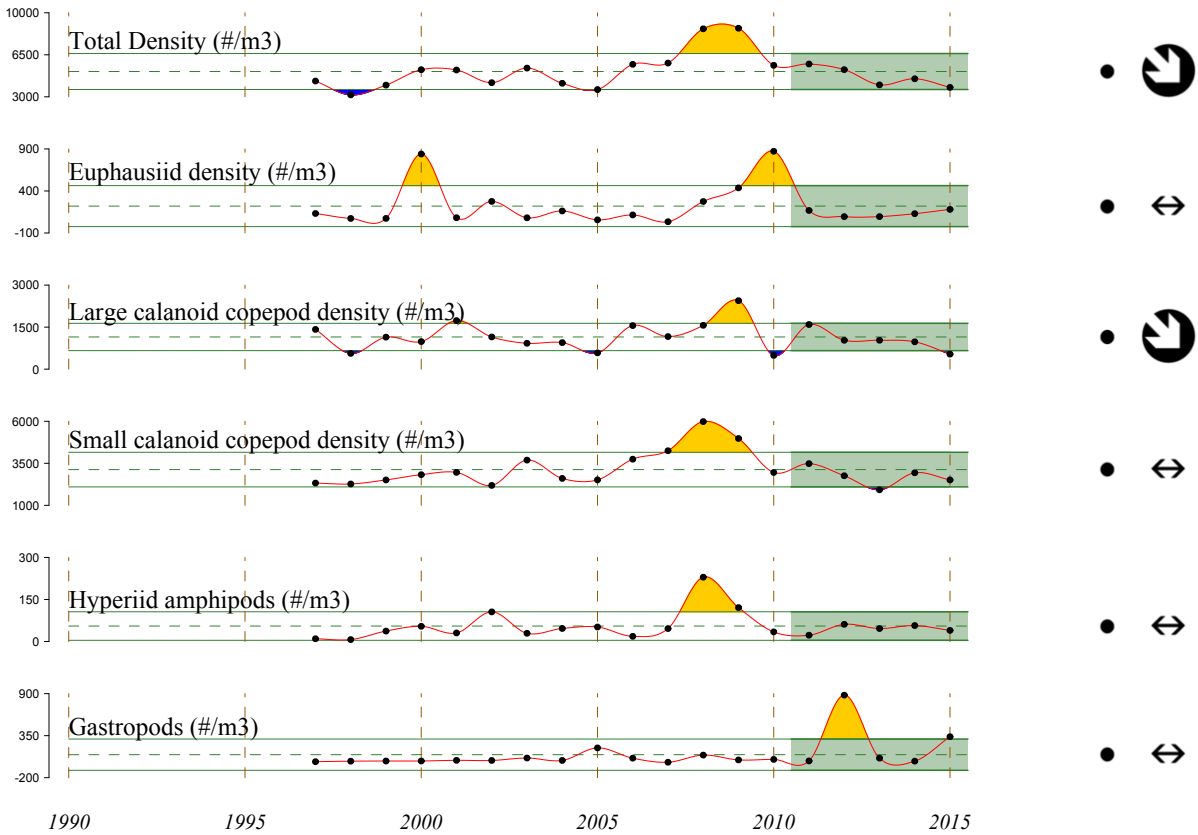 10000
Total Density (#/m3)
6500
3000
900
Euphausiid density (#/m3)
400
-100
3000
Large calanoid copepod density (#/m3)
1500
0
6000
Small calanoid copepod density (#/m3)
3500
1000
300
Hyperiid amphipods (#/m3)
150
0
900
Gastropods (#/m3)
350
-200
1990 1995 2000 2005 2010 2015